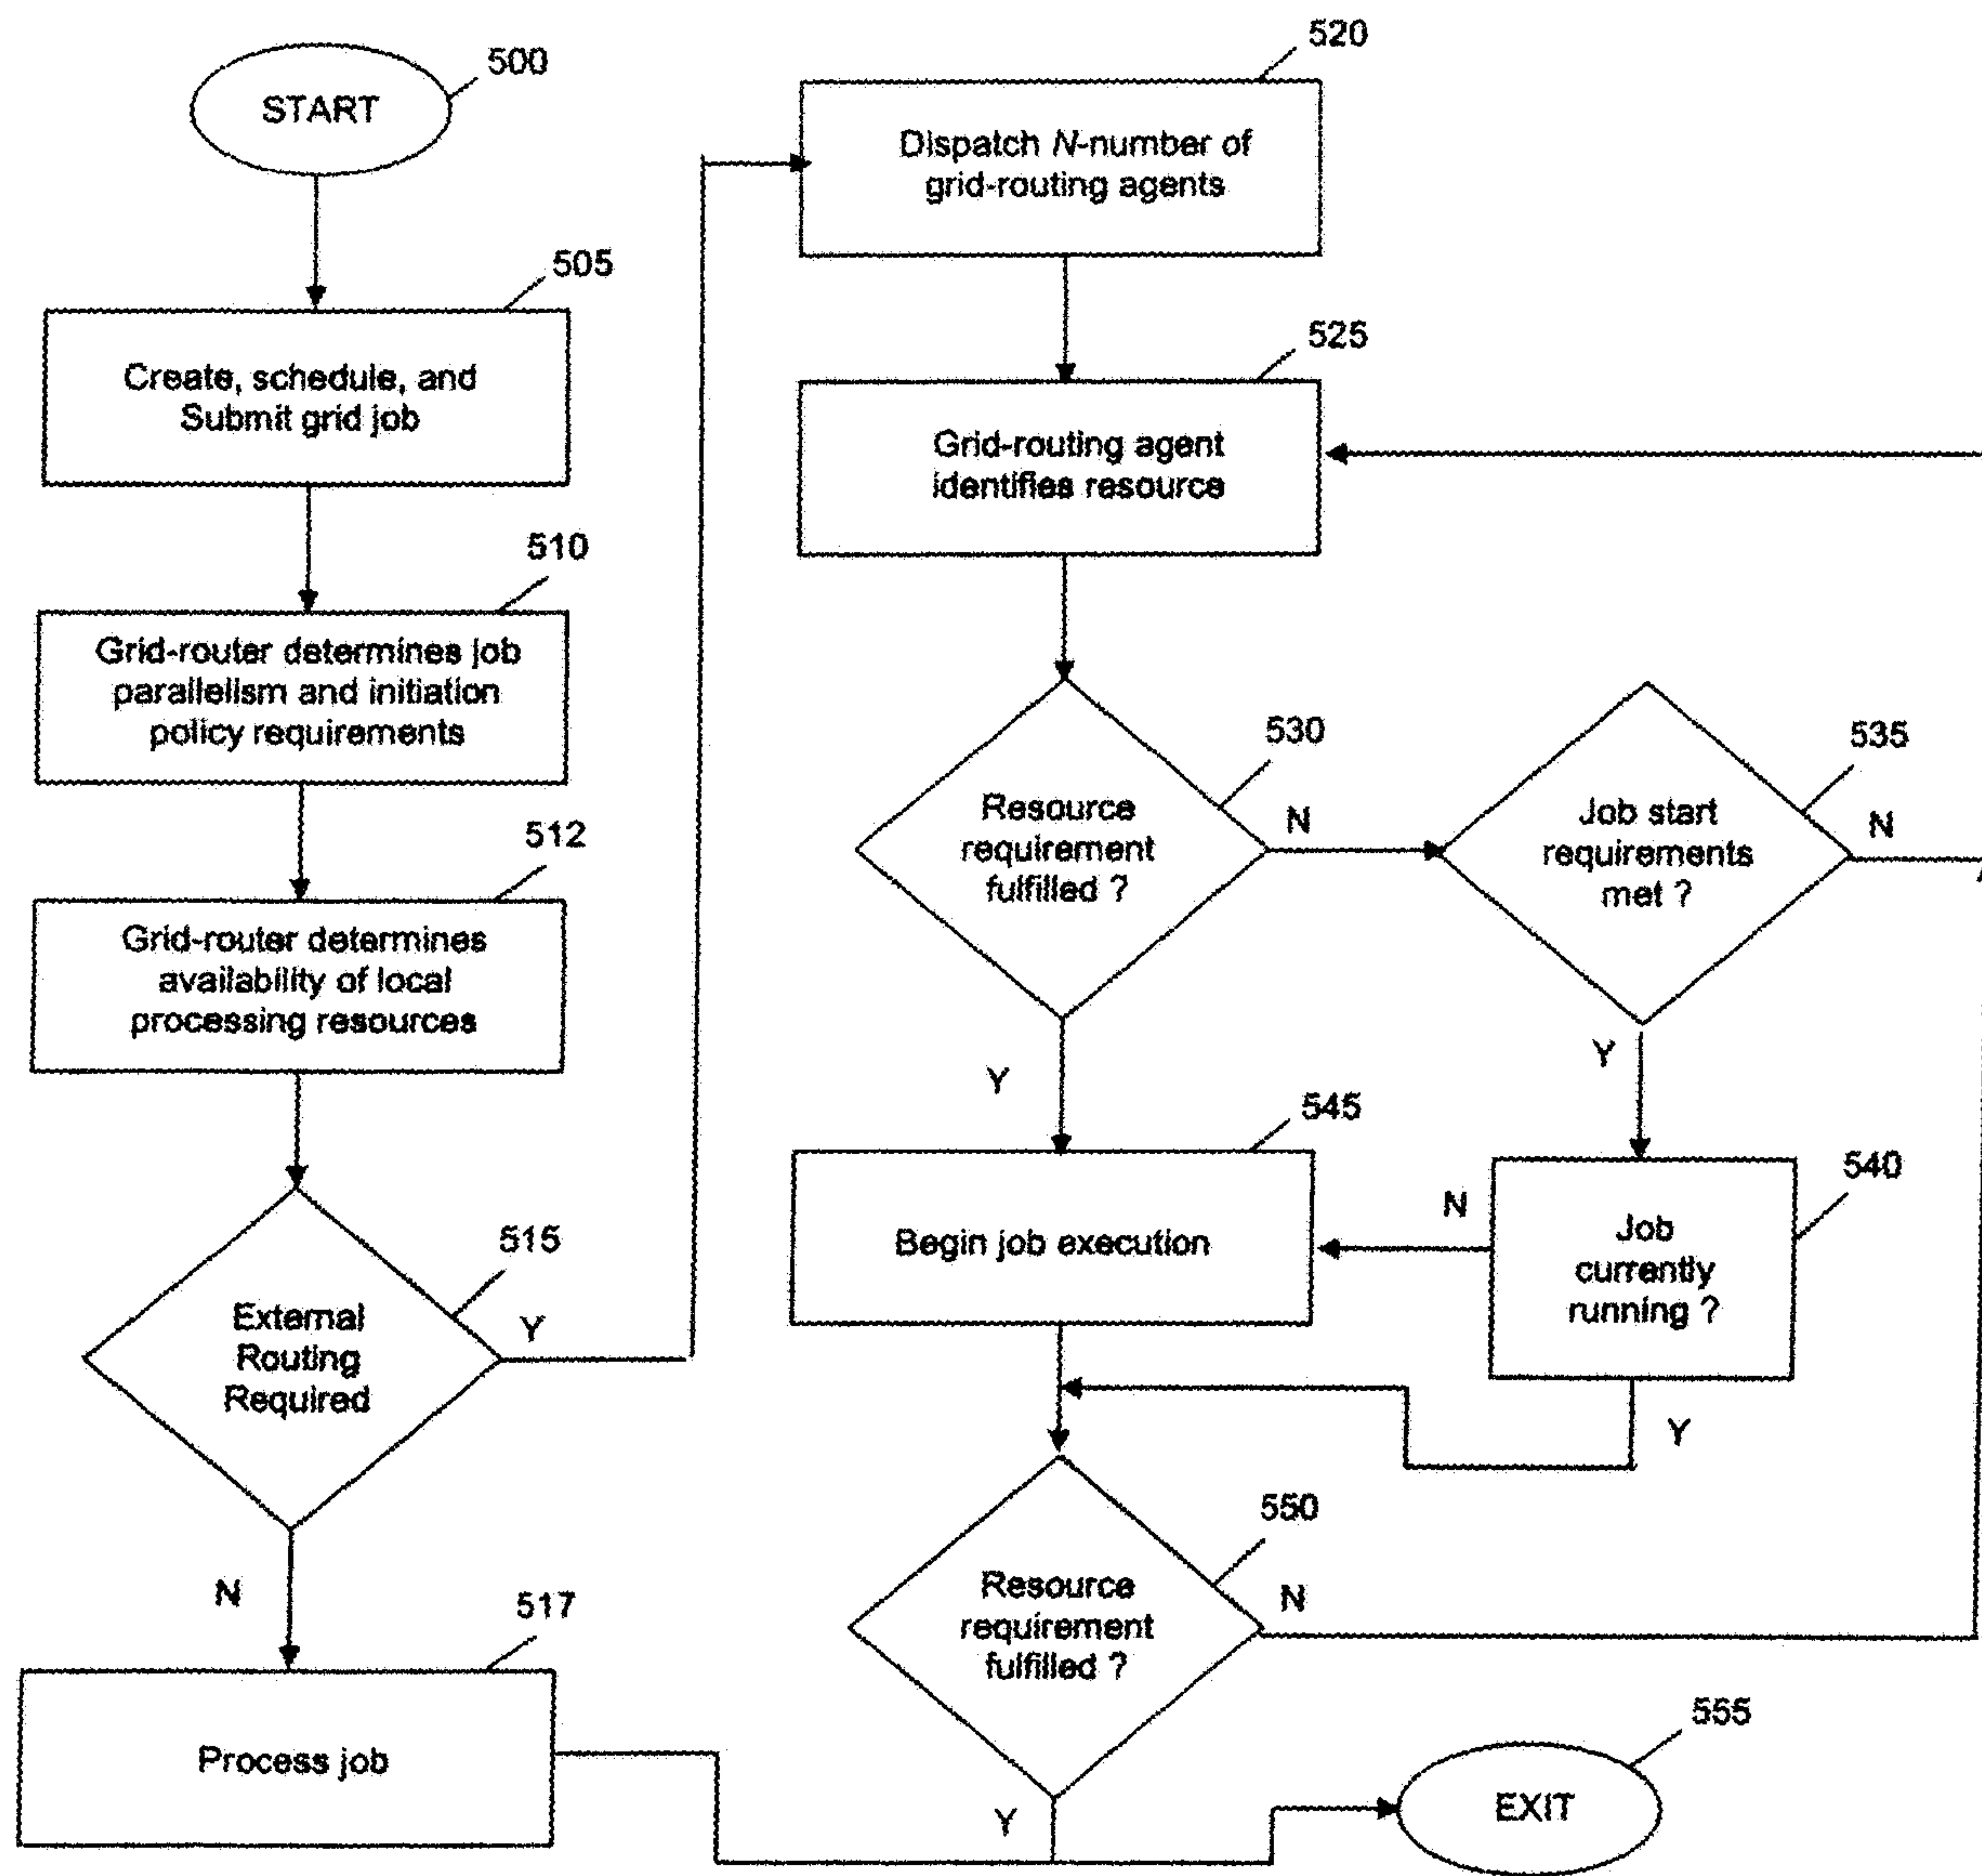 500
START
505
Create, schedule, and
Submit grid job
510
Grid-router determines job
parallelism and initiation
policy requirements
512
Grid-router determines
availability of local
processing resources
515
External
Routing
Required
Y
N
517
Process job
520
Dispatch N-number of
grid-routing agents
525
Grid-routing agent
identifies resource
530
Resource
requirement
fulfilled ?
N
Y
535
Job start
requirements
met ?
N
Y
540
Job
currently
running ?
N
Y
545
Begin job execution
550
Resource
requirement
fulfilled ?
N
Y
555
EXIT